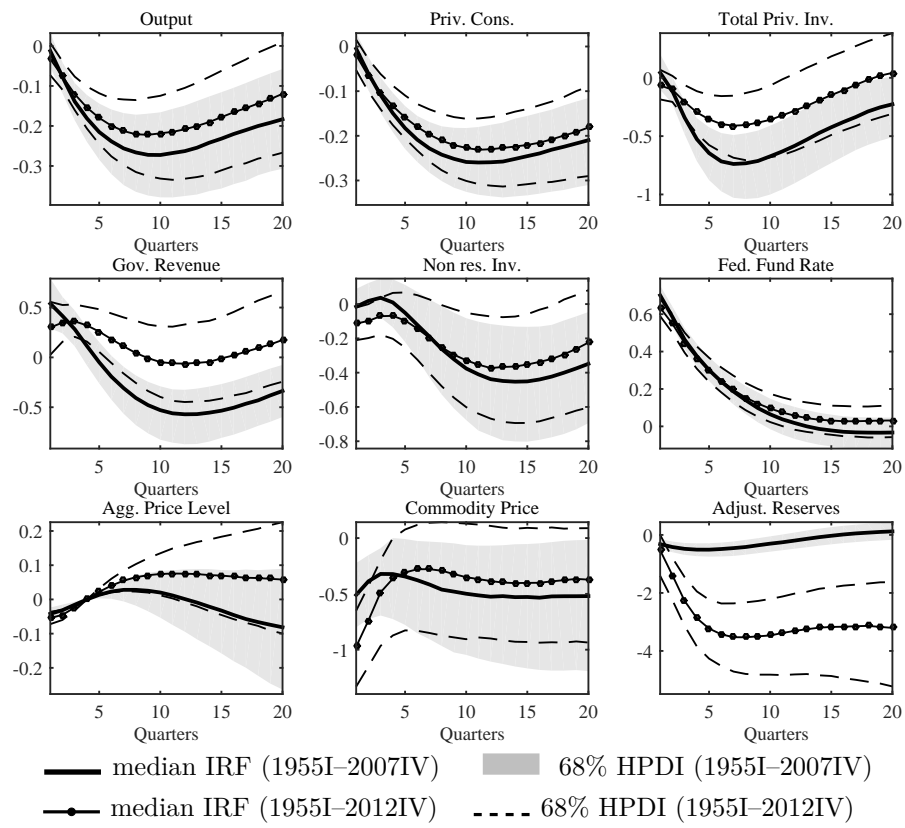 Output Priv. Cons. Total Priv. Inv.
0 0 0
-0.1 -0.1
-0.2 -0.2 -0.5
-0.3 -0.3 -1
5 10 15 20 5 10 15 20 5 10 15 20
Quarters Quarters Quarters
Gov. Revenue Non res. Inv. Fed. Fund Rate
0.5 0 0.6
-0.2 0.4
0 -0.4 0.2
-0.5 -0.6 0
-0.8
5 10 15 20 5 10 15 20 5 10 15 20
Quarters Quarters Quarters
Agg. Price Level Commodity Price Adjust. Reserves
0.2 0 0
0.1
0 -0.5 -2
-0.1
-0.2 -1 -4
5 10 15 20 5 10 15 20 5 10 15 20
Quarters Quarters Quarters
median IRF (1955I–2007IV) 68% HPDI (1955I–2007IV)
median IRF (1955I–2012IV) 68% HPDI (1955I–2012IV)